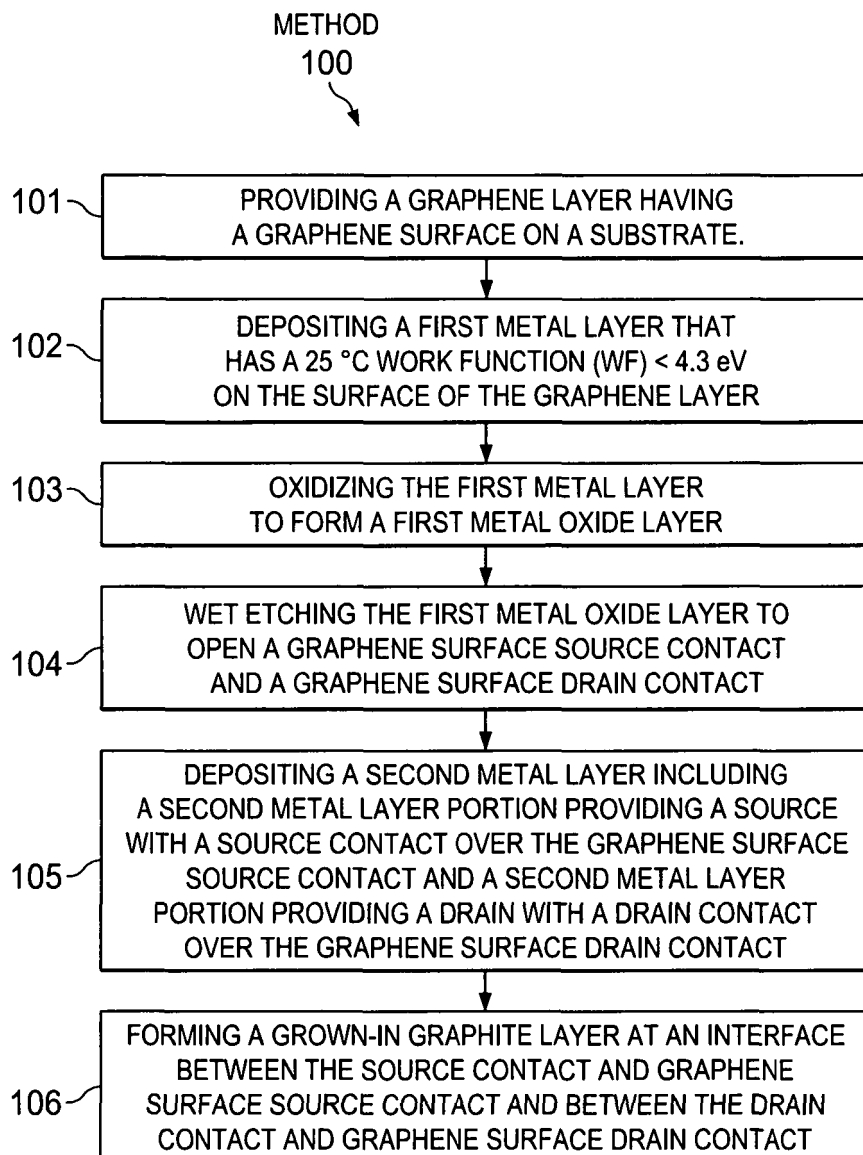 METHOD
100
101
PROVIDING A GRAPHENE LAYER HAVING
A GRAPHENE SURFACE ON A SUBSTRATE.
102
DEPOSITING A FIRST METAL LAYER THAT
HAS A 25 °C WORK FUNCTION (WF) < 4.3 eV
ON THE SURFACE OF THE GRAPHENE LAYER
103
OXIDIZING THE FIRST METAL LAYER
TO FORM A FIRST METAL OXIDE LAYER
104
WET ETCHING THE FIRST METAL OXIDE LAYER TO
OPEN A GRAPHENE SURFACE SOURCE CONTACT
AND A GRAPHENE SURFACE DRAIN CONTACT
105
DEPOSITING A SECOND METAL LAYER INCLUDING
A SECOND METAL LAYER PORTION PROVIDING A SOURCE
WITH A SOURCE CONTACT OVER THE GRAPHENE SURFACE
SOURCE CONTACT AND A SECOND METAL LAYER
PORTION PROVIDING A DRAIN WITH A DRAIN CONTACT
OVER THE GRAPHENE SURFACE DRAIN CONTACT
106
FORMING A GROWN-IN GRAPHITE LAYER AT AN INTERFACE
BETWEEN THE SOURCE CONTACT AND GRAPHENE
SURFACE SOURCE CONTACT AND BETWEEN THE DRAIN
CONTACT AND GRAPHENE SURFACE DRAIN CONTACT